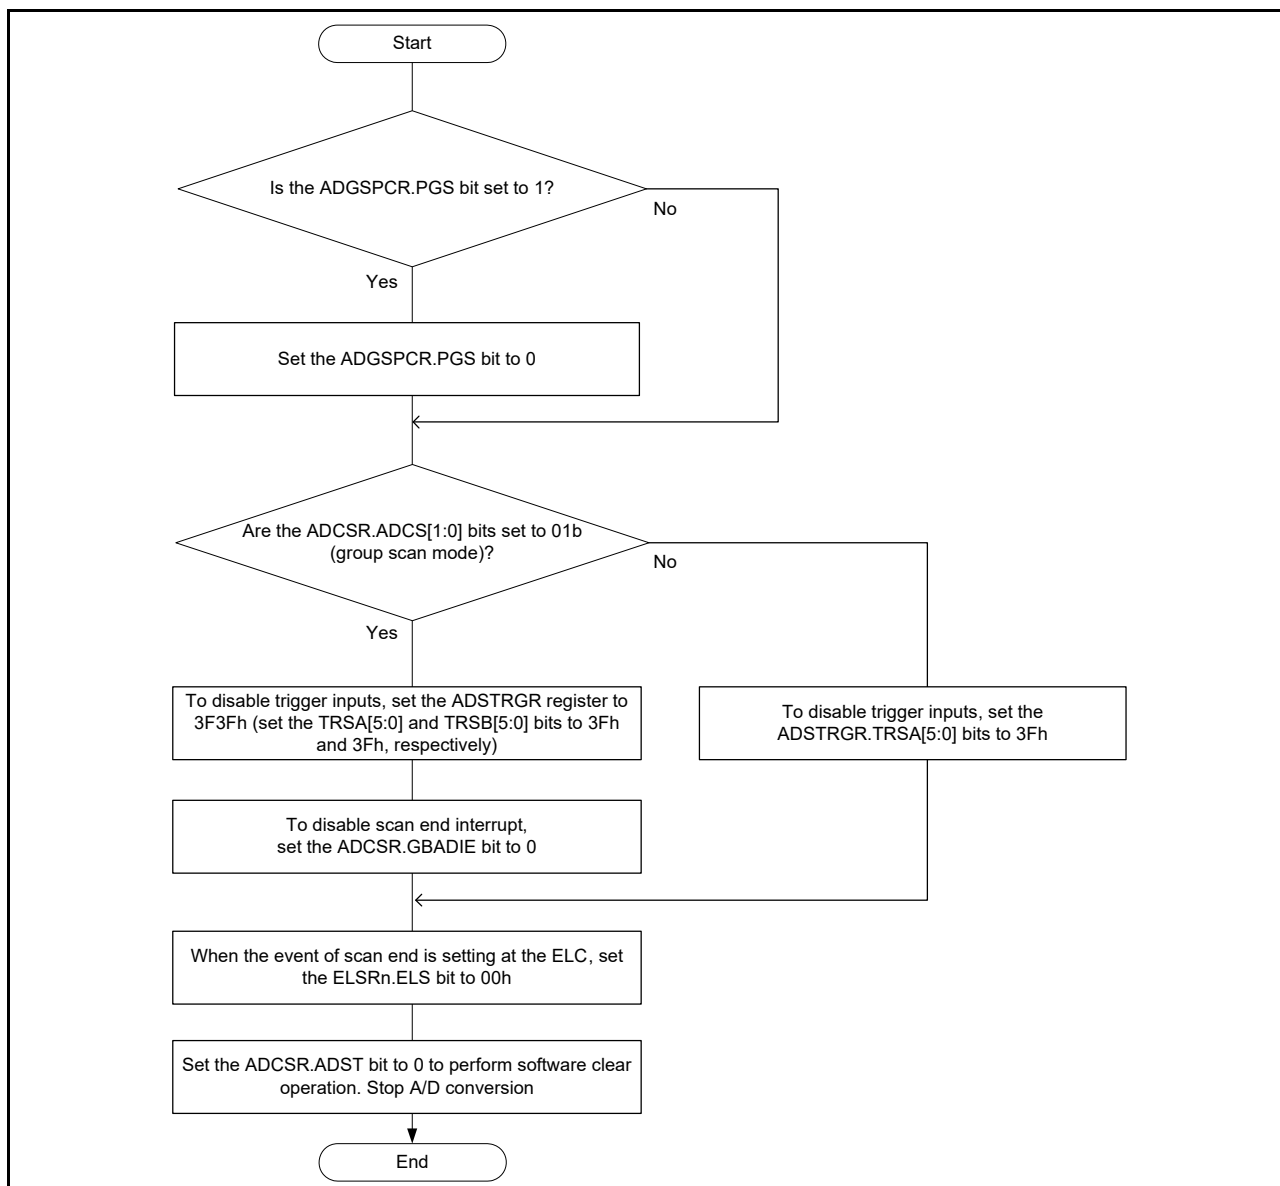 Start
Is the ADGSPCR.PGS bit set to 1?
No
Yes
Set the ADGSPCR.PGS bit to 0
Are the ADCSR.ADCS[1:0] bits set to 01b
(group scan mode)?
No
Yes
To disable trigger inputs, set the ADSTRGR register to
3F3Fh (set the TRSA[5:0] and TRSB[5:0] bits to 3Fh
and 3Fh, respectively)
To disable trigger inputs, set the
ADSTRGR.TRSA[5:0] bits to 3Fh
To disable scan end interrupt,
set the ADCSR.GBADIE bit to 0
When the event of scan end is setting at the ELC, set
the ELSRn.ELS bit to 00h
Set the ADCSR.ADST bit to 0 to perform software clear
operation. Stop A/D conversion
End